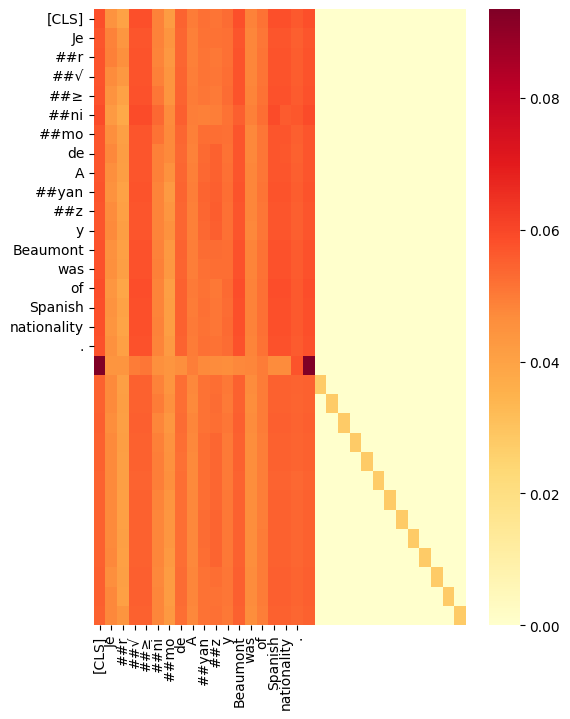 [CLS]
Je
##r
##√
##≥
##ni
##mo
de
A
##yan
##z
y
Beaumont
was
of
Spanish
nationality
.
0.08
0.06
0.04
0.02
0.00
[CLS]
Je
##r
##√
##≥
##ni
##mo
de
A
##yan
##z
y
Beaumont
was
of
Spanish
nationality
.